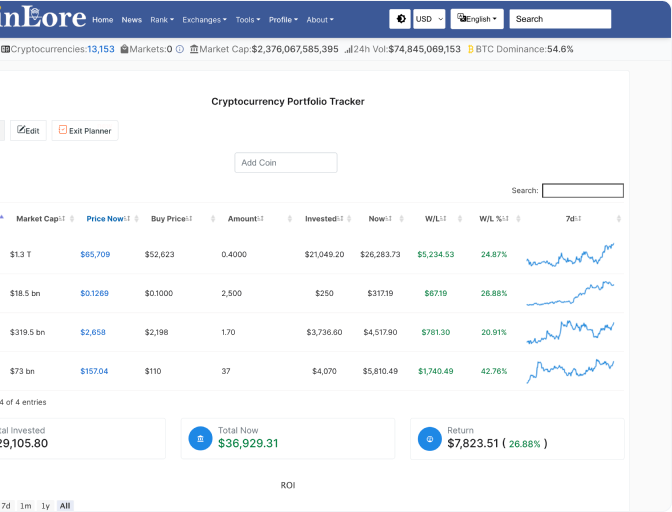 inLore Home News Rank Exchanges Tools Profile About USD English Search
Cryptocurrencies:13,153 Markets:0 Market Cap:$2,376,067,585,395 24h Vol:$74,845,069,153 BTC Dominance:54.6%
Cryptocurrency Portfolio Tracker
Edit Exit Planner
Add Coin
Search:
Market Cap Price Now Buy Price Amount Invested Now W/L W/L % 7d
$1.3 T $65,709 $52,623 0.4000 $21,049.20 $26,283.73 $5,234.53 24.87%
$18.5 bn $0.1269 $0.1000 2,500 $250 $317.19 $67.19 26.88%
$319.5 bn $2,658 $2,198 1.70 $3,736.60 $4,517.90 $781.30 20.91%
$73 bn $157.04 $110 37 $4,070 $5,810.49 $1,740.49 42.76%
4 of 4 entries
tal Invested Total Now Return
29,105.80 $36,929.31 $7,823.51 ( 26.88% )
ROI
7d 1m 1y All